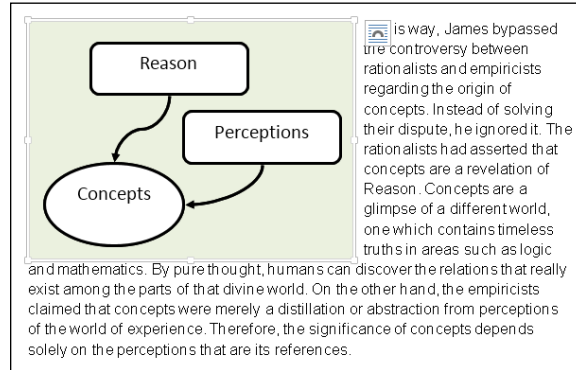 Reason
Perceptions
Concepts
is way, James bypassed
the controversy between
rationalists and empiricists
regarding the origin of
concepts. Instead of solving
their dispute, he ignored it. The
rationalists had asserted that
concepts are a revelation of
Reason. Concepts are a
glimpse of a different world,
one which contains timeless
truths in areas such as logic
and mathematics. By pure thought, humans can discover the relations that really
exist among the parts of that divine world. On the other hand, the empiricists
claimed that concepts were merely a distillation or abstraction from perceptions
of the world of experience. Therefore, the significance of concepts depends
solely on the perceptions that are its references.